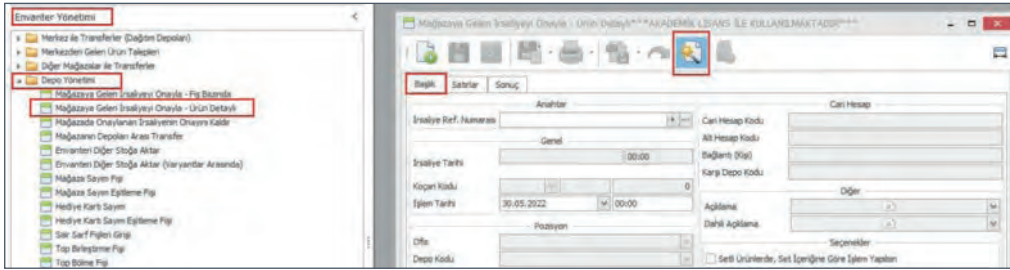 Envanter Yönetimi
Merkez ile Transferler (Dağıtım Depoları)
Merkezden Gelen Ürün Talepleri
Diğer Mağazalar ile Transferler
Depo Yönetimi
Mağazaya Gelen İrsaliyeyi Onayla - Fiş Bazında
Mağazaya Gelen İrsaliyeyi Onayla - Ürün Detaylı
Mağazada Onaylanan İrsaliyenin Onayını Kaldır
Mağazanın Depoları Arası Transfer
Envanteri Diğer Stoğa Aktar
Envanteri Diğer Stoğa Aktar (Varyantlar Arasında)
Mağaza Sayım Fişi
Mağaza Sayım Eşitleme Fişi
Hediye Kartı Sayım
Hediye Kartı Sayım Eşitleme Fişi
Sair Sarf Fişleri Girişi
Top Birleştirme Fişi
Top Bölme Fişi
Mağazaya Gelen İrsaliyeyi Onayla - Ürün Detaylı***AKADEMİK LİSANS İLE KULLANILMAKTADIR***
Başlık Satırlar Sonuç
Anahtar
İrsaliye Ref. Numarası
Genel
İrsaliye Tarihi 00:00
Koçan Kodu 0
İşlem Tarihi 30.05.2022 00:00
Pozisyon
Ofis
Depo Kodu
Cari Hesap
Cari Hesap Kodu
Alt Hesap Kodu
Bağlantı (Kişi)
Karşı Depo Kodu
Diğer
Açıklama
Dahili Açıklama
Seçenekler
Setli Ürünlerde, Set İçeriğine Göre İşlem Yapılsın